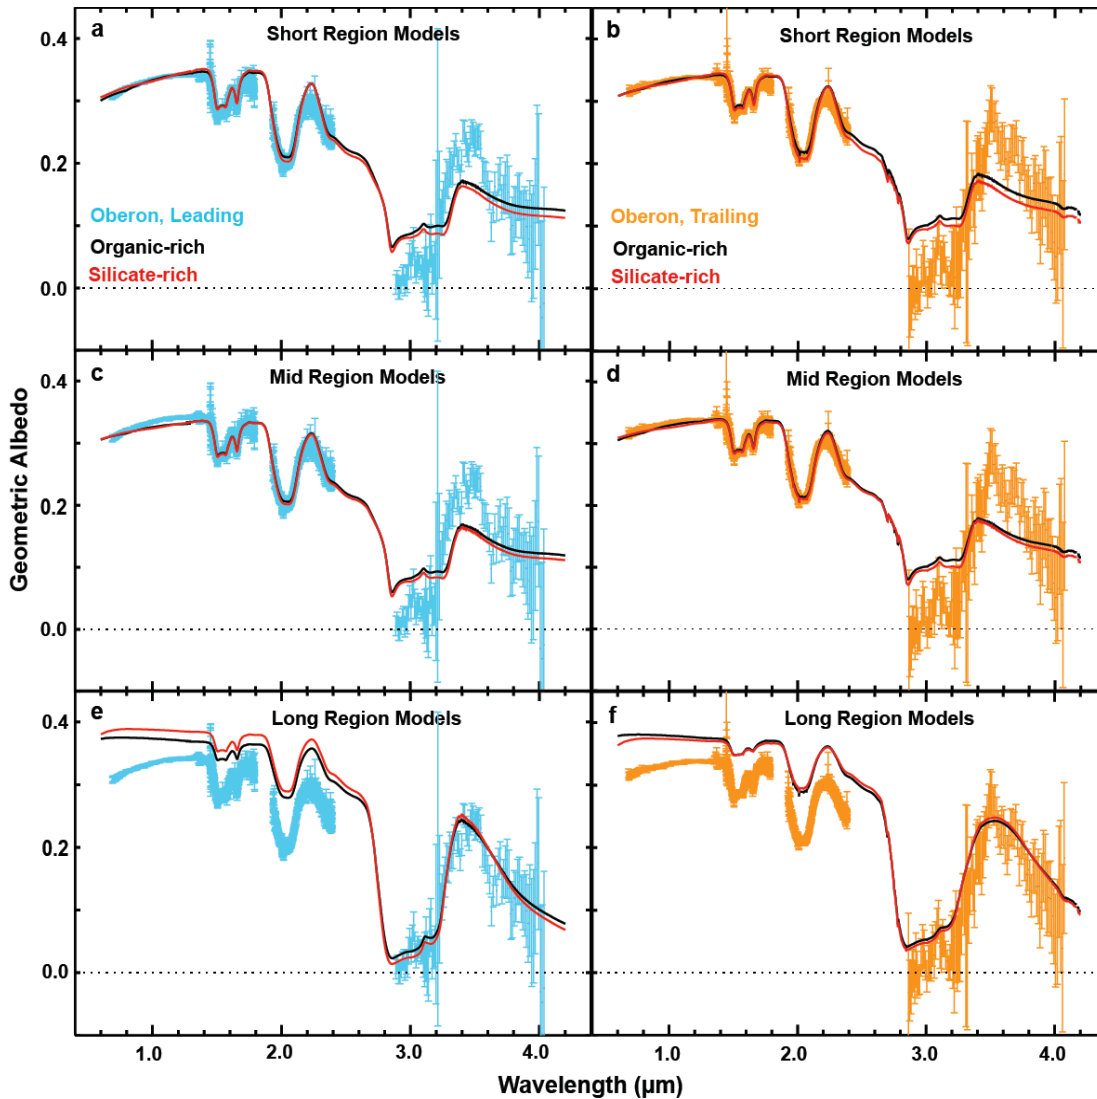 a
Short Region Models
b
Short Region Models
0.4
0.2
0.0
Oberon, Leading
Organic-rich
Silicate-rich
Oberon, Trailing
Organic-rich
Silicate-rich
c
Mid Region Models
d
Mid Region Models
0.4
0.2
0.0
Geometric Albedo
e
Long Region Models
f
Long Region Models
0.4
0.2
0.0
1.0 2.0 3.0 4.0
1.0 2.0 3.0 4.0
Wavelength (μm)